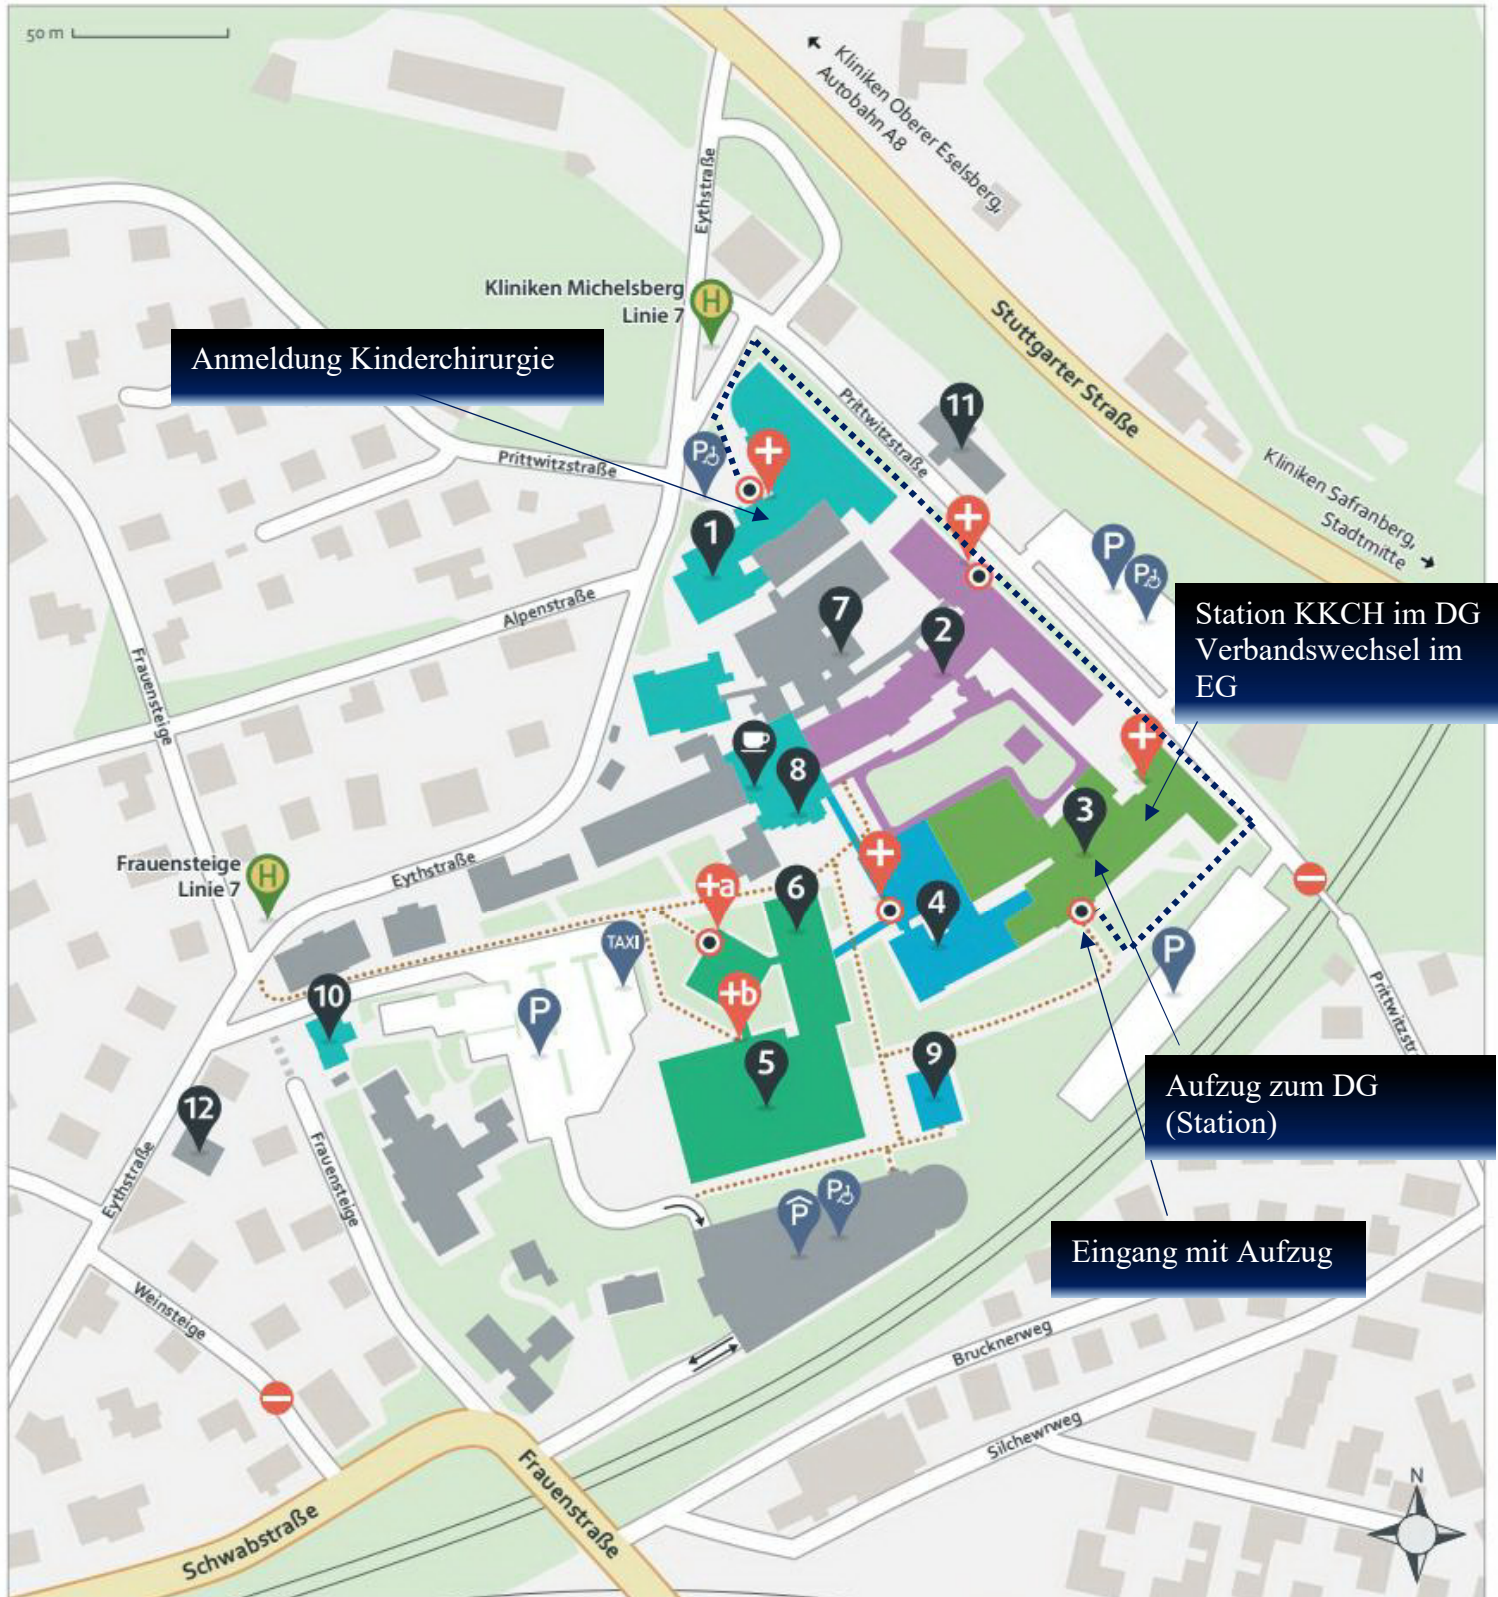 50 m
Kliniken Oberer Eselsberg,
Autobahn A8
Eythstraße
Kliniken Michelsberg
Linie 7
H
Stuttgarter Straße
Anmeldung Kinderchirurgie
Prittwitzstraße
11
P
Prittwitzstraße
Kliniken Safranberg,
Stadtmitte
1
P
P
Alpenstraße
Station KKCH im DG
Verbandswechsel im
EG
7
2
Frauensteige
8
3
Frauensteige
Linie 7
H
Eythstraße
+a
6
4
TAXI
P
+b
10
P
Prittwitzstr
5
9
Aufzug zum DG
(Station)
12
Eythstraße
Frauensteige
P
P
Eingang mit Aufzug
Weinsteige
Brucknerweg
Silchewrweg
N
Schwabstraße
Frauenstraße